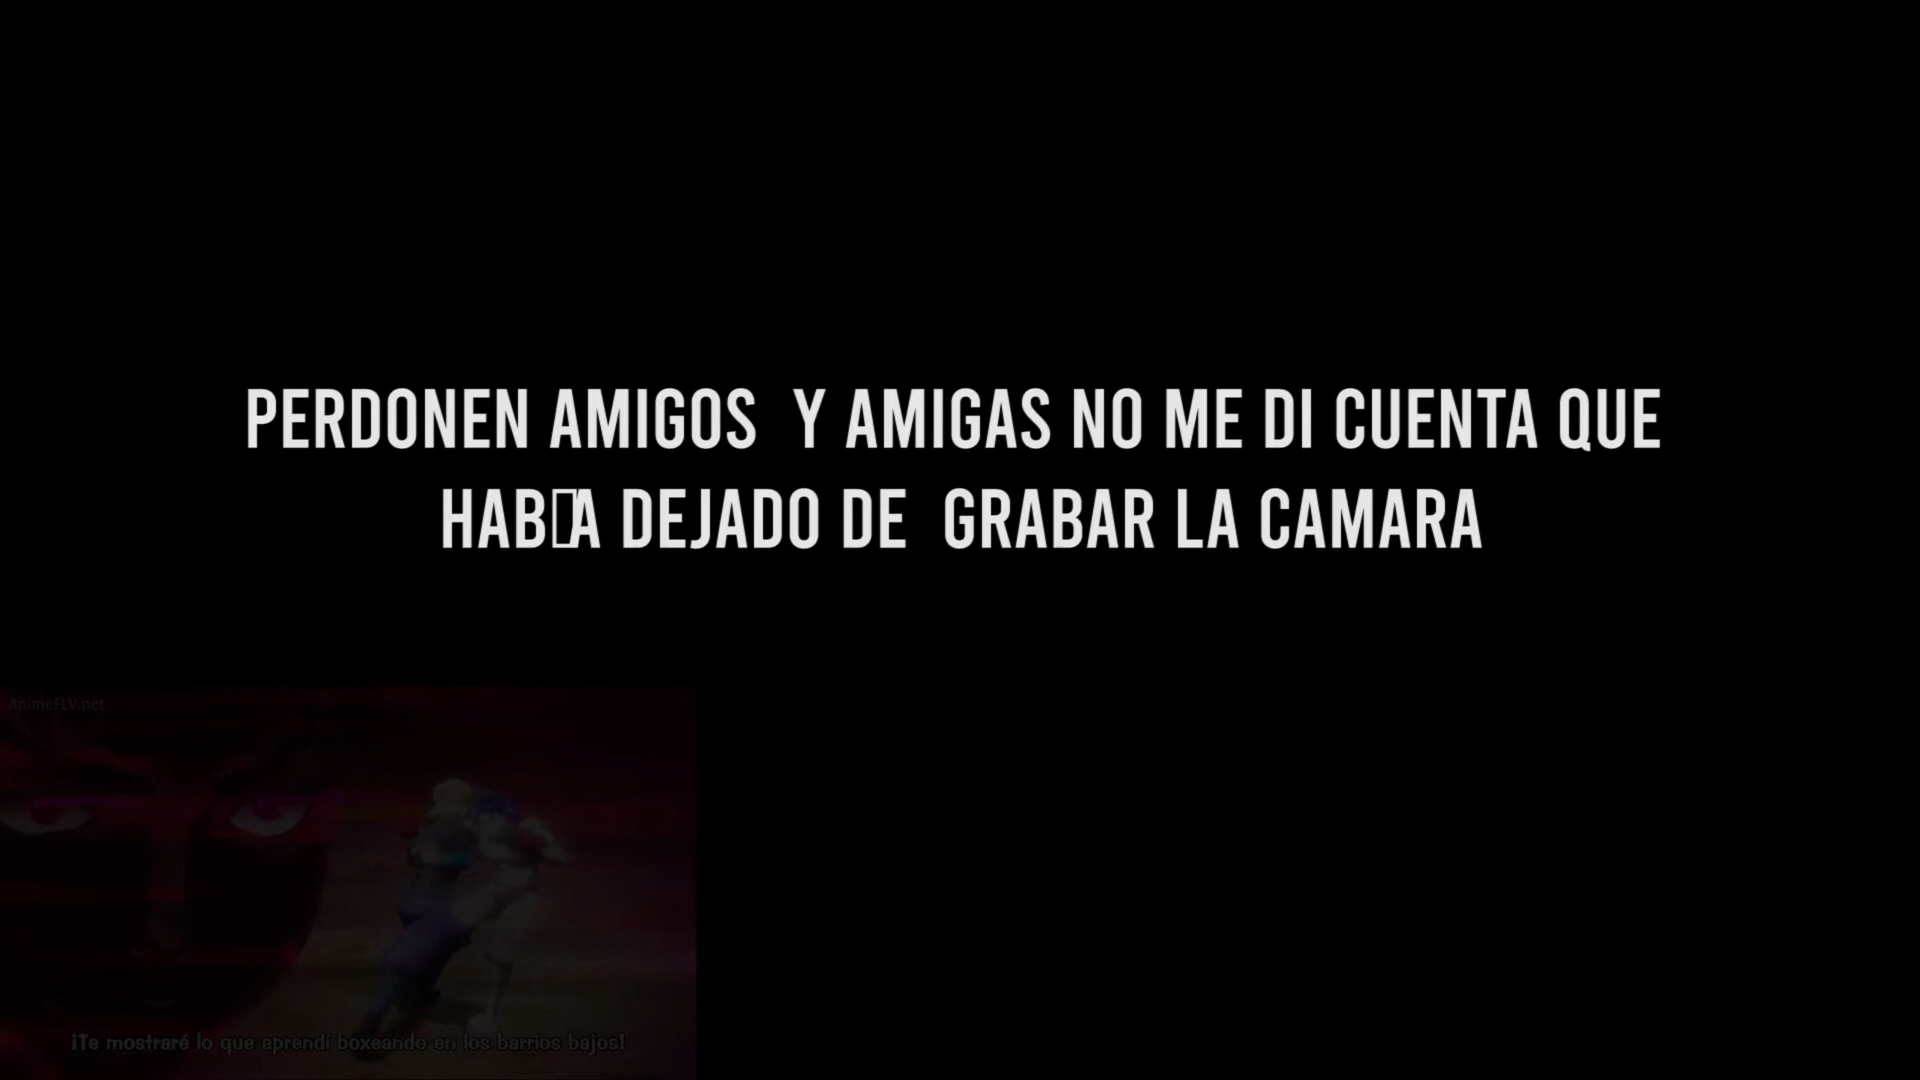 PERDONEN AMIGOS  Y AMIGAS NO ME DI CUENTA QUE
HAB▯A DEJADO DE  GRABAR LA CAMARA
AnimeFLV.net
¡Te mostraré lo que aprendí boxeando en los barrios bajos!